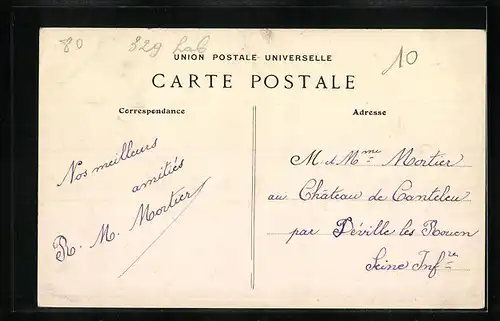 80
329 Lab
10
UNION POSTALE UNIVERSELLE
CARTE POSTALE
Correspondance
Nos meilleurs
amitiés
R. M. Mortier
Adresse
M et Mme Mortier
au Château de Canteleu
par Déville les Rouen
Seine Infre